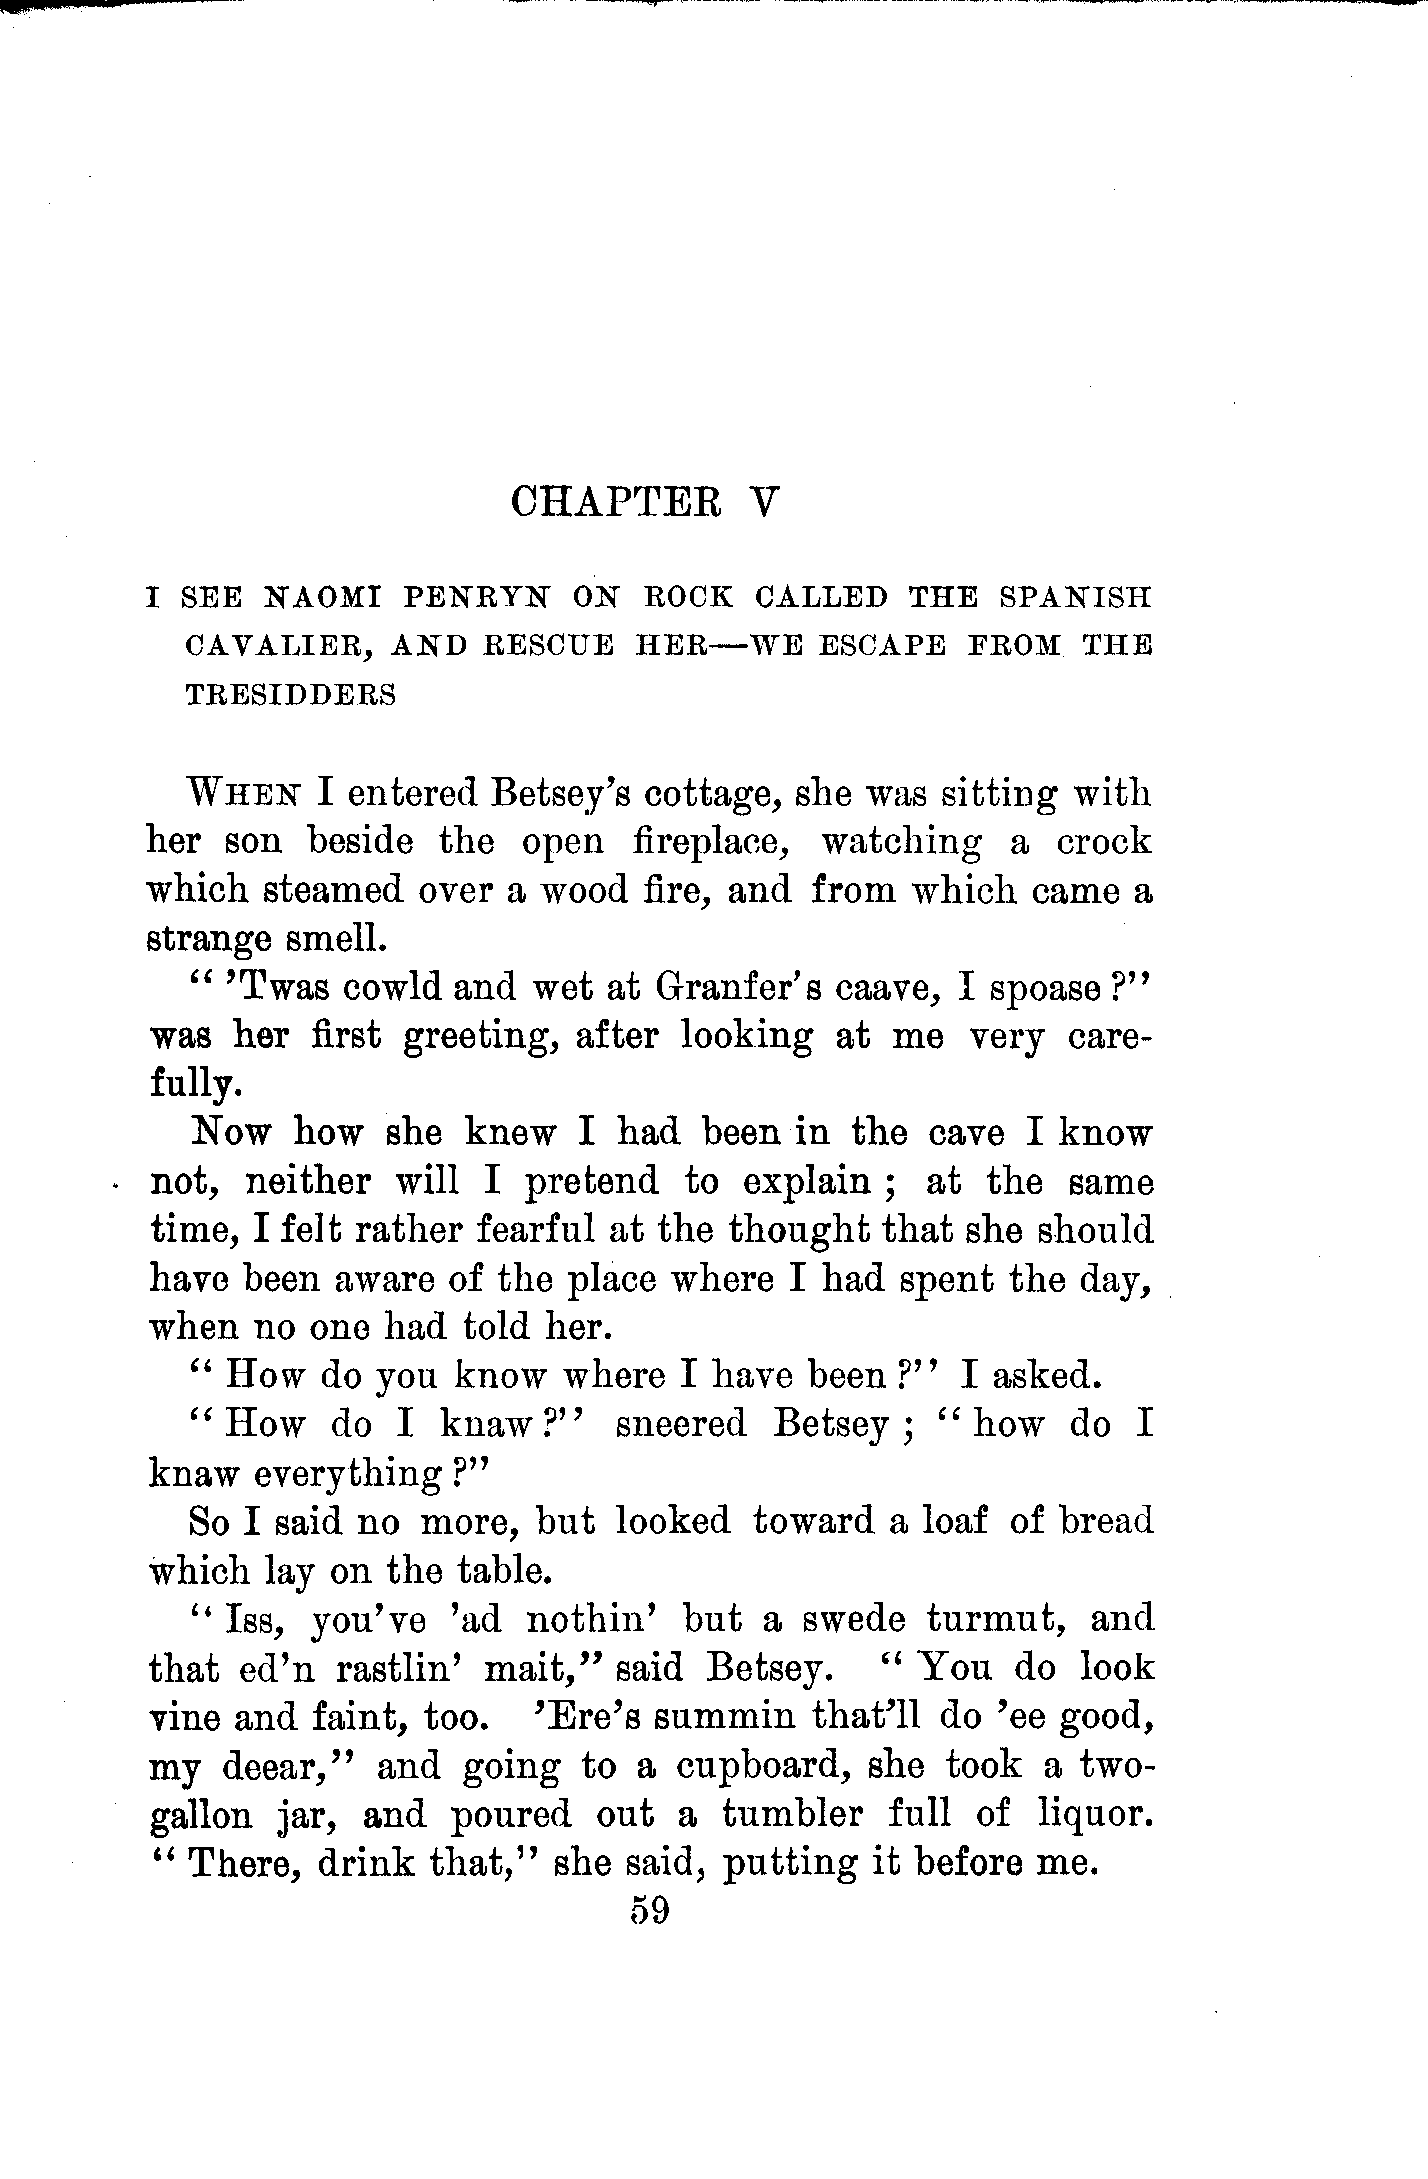 CHAPTER V
I SEE NAOMI PENRYN ON ROCK CALLED THE SPANISH
CAVALIER, AND RESCUE HER—WE ESCAPE FROM THE
TRESIDDERS
WHEN I entered Betsey's cottage, she was sitting with
her son beside the open fireplace, watching a crock
which steamed over a wood fire, and from which came a
strange smell.
“ 'Twas cowld and wet at Granfer's caave, I spoase ?”
was her first greeting, after looking at me very care-
fully.
Now how she knew I had been in the cave I know
not, neither will I pretend to explain ; at the same
time, I felt rather fearful at the thought that she should
have been aware of the place where I had spent the day,
when no one had told her.
“ How do you know where I have been ?” I asked.
“ How do I knaw ?” sneered Betsey ; “ how do I
knaw everything ?”
So I said no more, but looked toward a loaf of bread
which lay on the table.
“ Iss, you've 'ad nothin' but a swede turmut, and
that ed'n rastlin' mait,” said Betsey. “ You do look
vine and faint, too. 'Ere's summin that'll do 'ee good,
my deear,” and going to a cupboard, she took a two-
gallon jar, and poured out a tumbler full of liquor.
“ There, drink that,” she said, putting it before me.
59